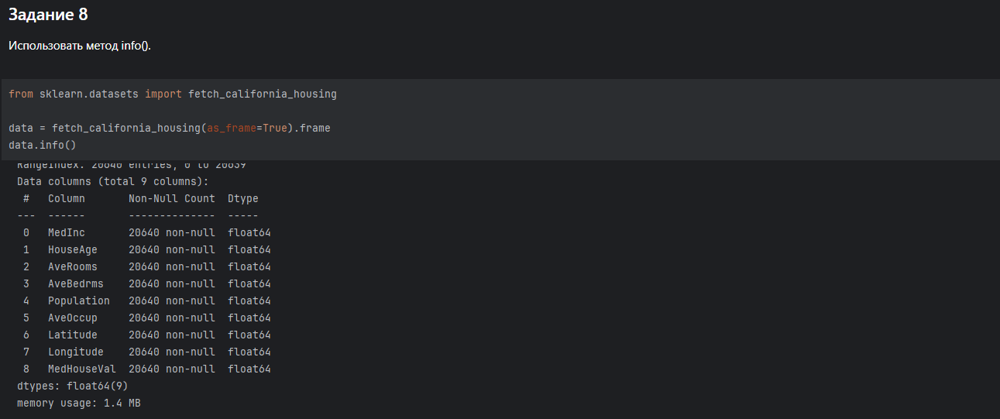 Задание 8
Использовать метод info().
from sklearn.datasets import fetch_california_housing
data = fetch_california_housing(as_frame=True).frame
data.info()
RangeIndex: 20640 entries, 0 to 20639
Data columns (total 9 columns):
#   Column       Non-Null Count  Dtype
---  ------       --------------  -----
0   MedInc       20640 non-null  float64
1   HouseAge     20640 non-null  float64
2   AveRooms     20640 non-null  float64
3   AveBedrms    20640 non-null  float64
4   Population   20640 non-null  float64
5   AveOccup     20640 non-null  float64
6   Latitude     20640 non-null  float64
7   Longitude    20640 non-null  float64
8   MedHouseVal  20640 non-null  float64
dtypes: float64(9)
memory usage: 1.4 MB